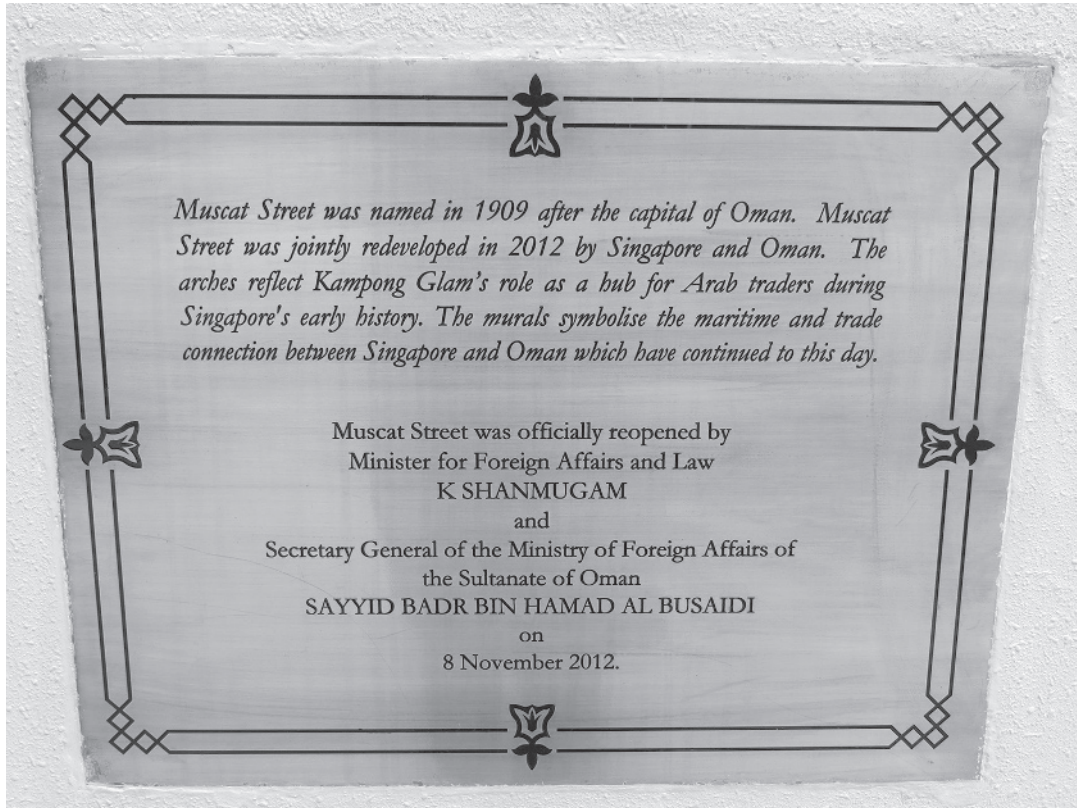 Muscat Street was named in 1909 after the capital of Oman.  Muscat
Street was jointly redeveloped in 2012 by Singapore and Oman.  The
arches reflect Kampong Glam's role as a hub for Arab traders during
Singapore's early history. The murals symbolise the maritime and trade
connection between Singapore and Oman which have continued to this day.
Muscat Street was officially reopened by
Minister for Foreign Affairs and Law
K SHANMUGAM
and
Secretary General of the Ministry of Foreign Affairs of
the Sultanate of Oman
SAYYID BADR BIN HAMAD AL BUSAIDI
on
8 November 2012.